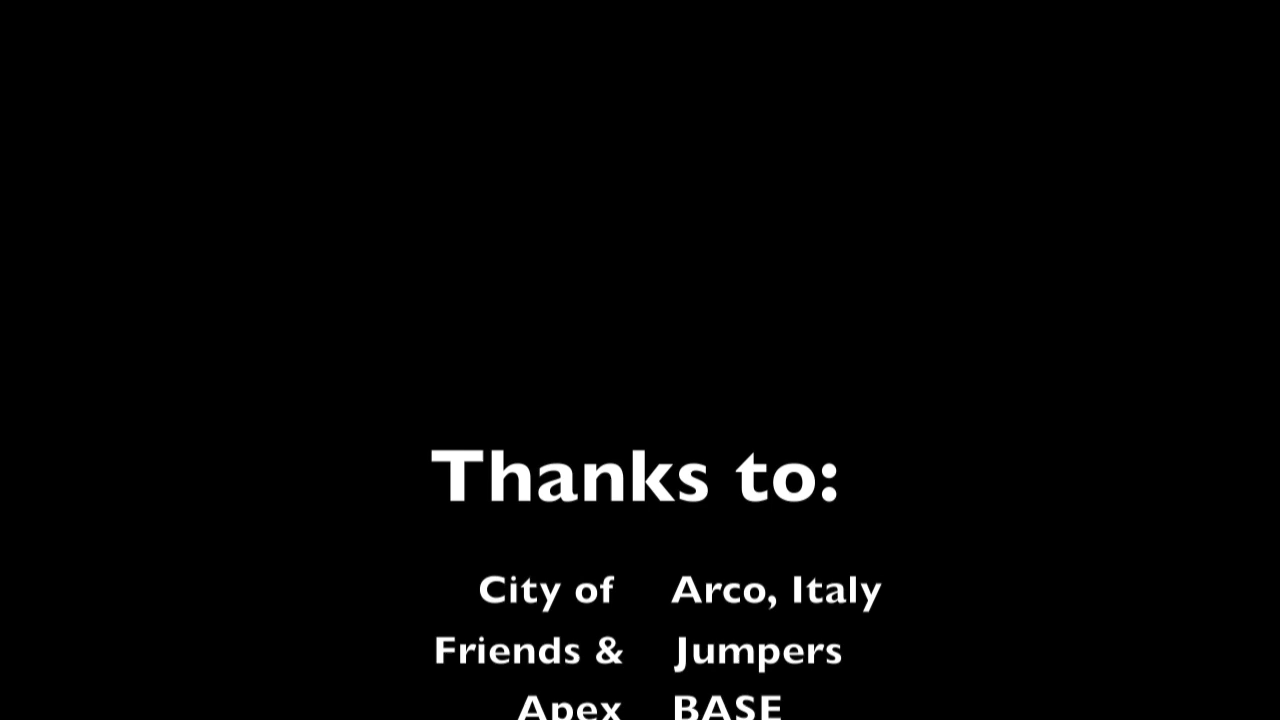 Thanks to:
City of Arco, Italy
Friends & Jumpers
Apex BASE